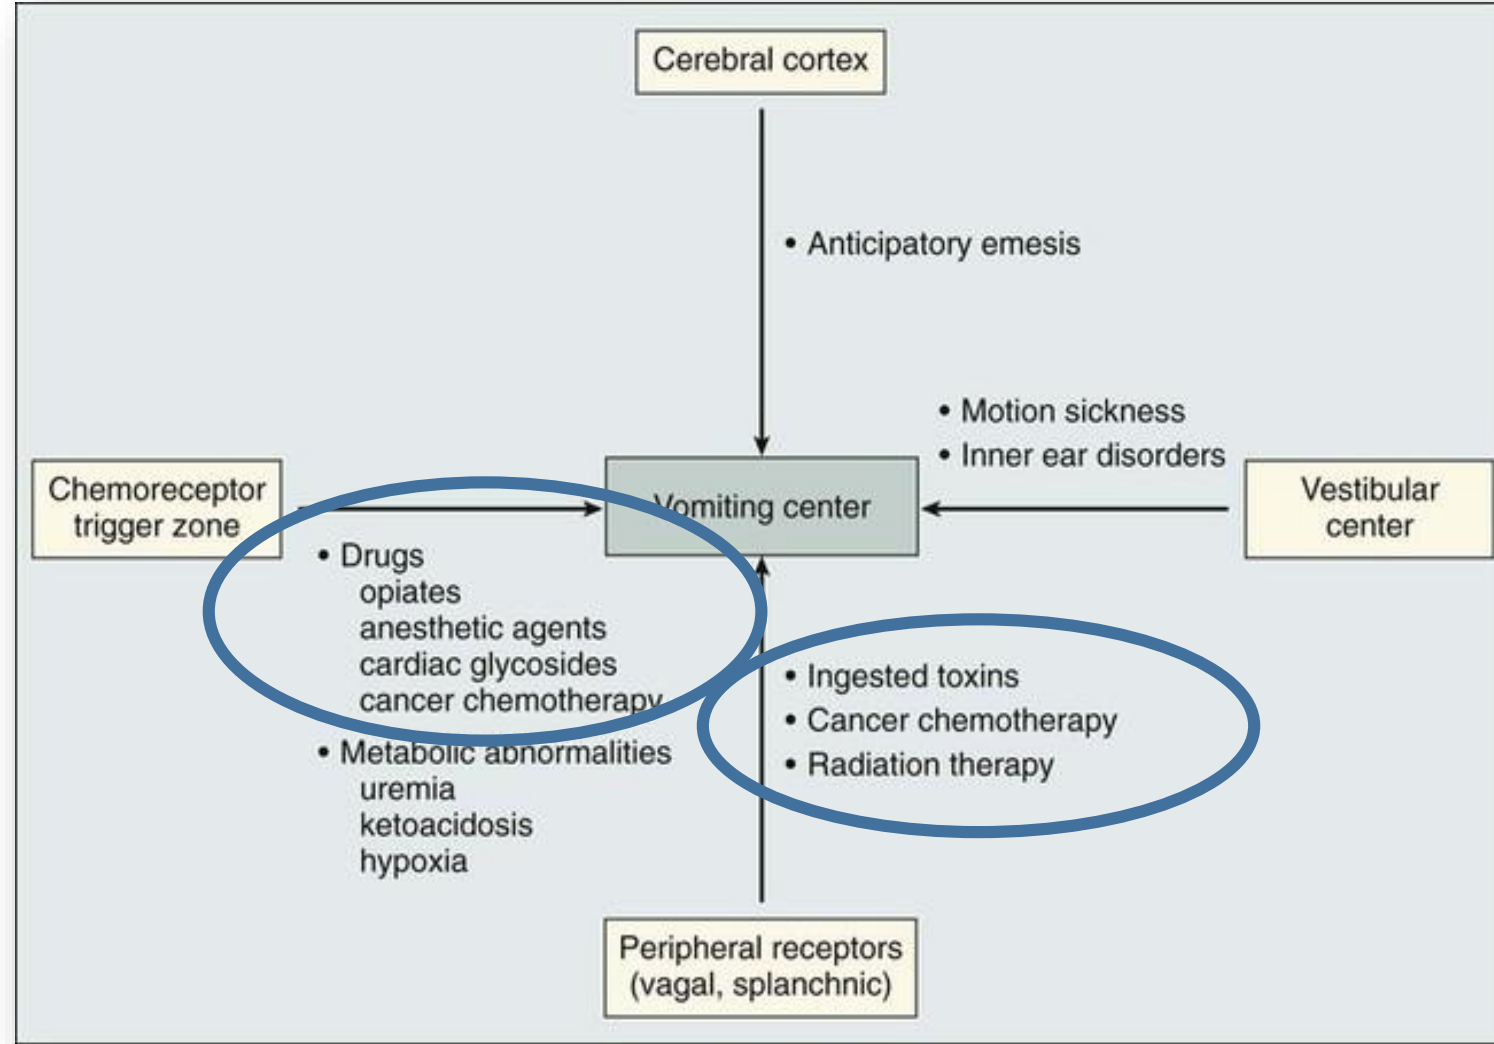 Cerebral cortex
• Anticipatory emesis
• Motion sickness
• Inner ear disorders
Chemoreceptor
trigger zone
Vomiting center
Vestibular
center
• Drugs
opiates
anesthetic agents
cardiac glycosides
cancer chemotherapy
• Metabolic abnormalities
uremia
ketoacidosis
hypoxia
• Ingested toxins
• Cancer chemotherapy
• Radiation therapy
Peripheral receptors
(vagal, splanchnic)